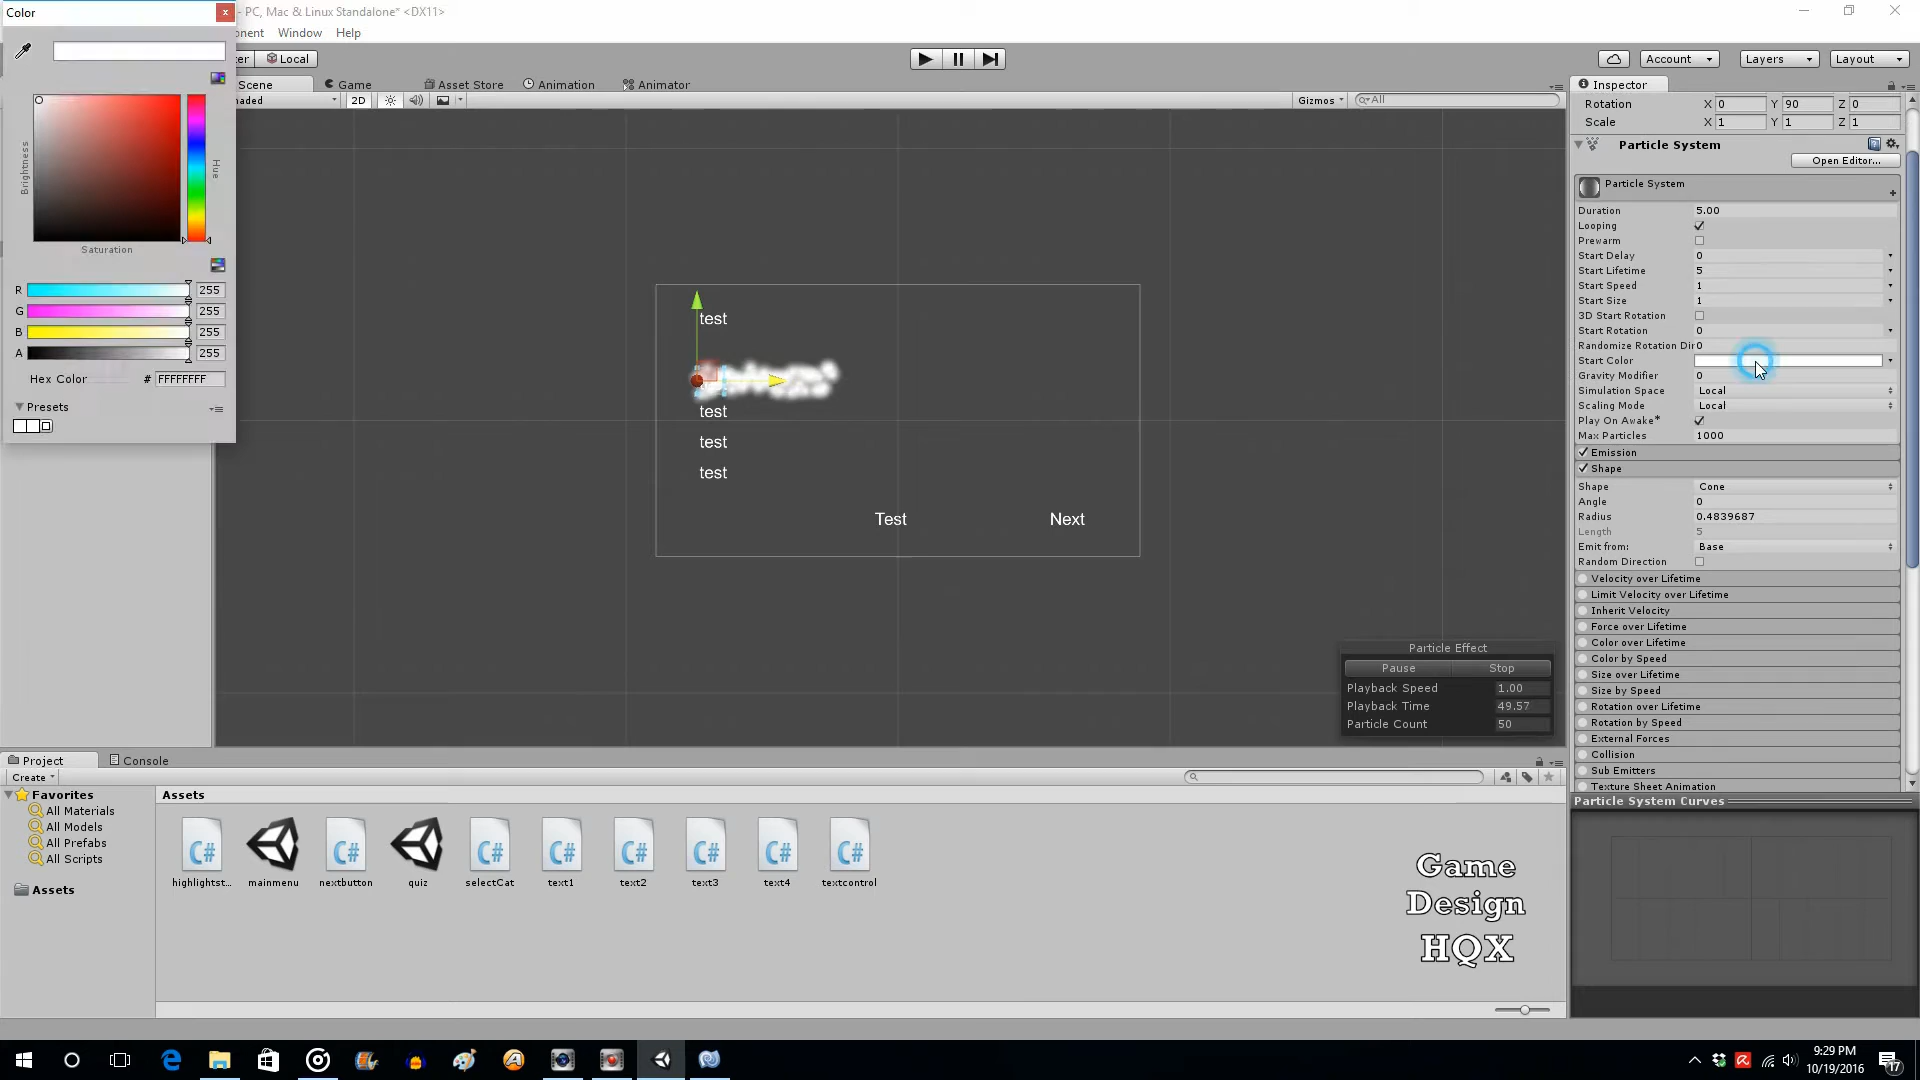 Color
- PC, Mac & Linux Standalone* <DX11>
onent
Window
Help
ter
Local
Account
Layers
Layout
Scene
Game
Asset Store
Animation
Animator
haded
2D
Gizmos
All
Inspector
Rotation X 0 Y 90 Z 0
Scale X 1 Y 1 Z 1
Particle System
Open Editor...
Particle System
Duration 5.00
Looping
Prewarm
Start Delay 0
Start Lifetime 5
Start Speed 1
Start Size 1
3D Start Rotation
Start Rotation 0
Randomize Rotation Dir 0
Start Color
Gravity Modifier 0
Simulation Space Local
Scaling Mode Local
Play On Awake*
Max Particles 1000
Emission
Shape
Shape Cone
Angle 0
Radius 0.4839687
Length 5
Emit from: Base
Random Direction
Velocity over Lifetime
Limit Velocity over Lifetime
Inherit Velocity
Force over Lifetime
Color over Lifetime
Color by Speed
Size over Lifetime
Size by Speed
Rotation over Lifetime
Rotation by Speed
External Forces
Collision
Sub Emitters
Texture Sheet Animation
Particle System Curves
Brightness
Hue
Saturation
R 255
G 255
B 255
A 255
Hex Color # FFFFFFFF
Presets
test
test
test
test
Test
Next
Particle Effect
Pause Stop
Playback Speed 1.00
Playback Time 49.57
Particle Count 50
Project
Console
Create
Favorites
All Materials
All Models
All Prefabs
All Scripts
Assets
Assets
C# C# C# C# C# C# C# C#
highlightst...
mainmenu
nextbutton
quiz
selectCat
text1
text2
text3
text4
textcontrol
Game
Design
HQX
9:29 PM
10/19/2016
17